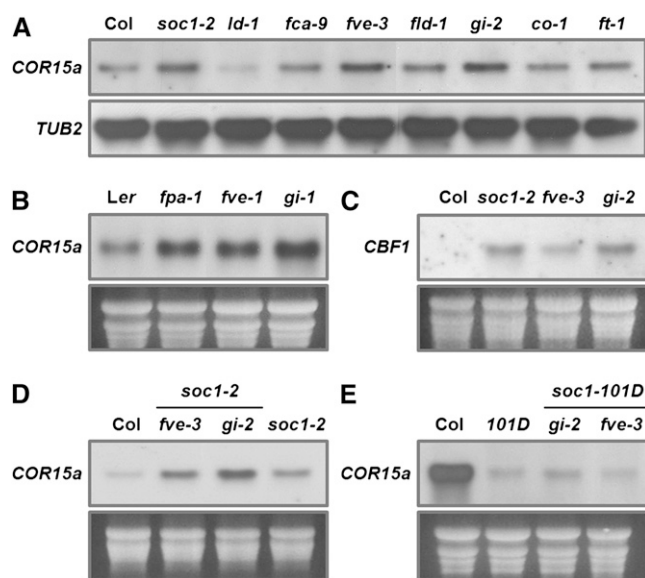 A
Col soc1-2 ld-1 fca-9 fve-3 fld-1 gi-2 co-1 ft-1
COR15a
TUB2
B
Ler fpa-1 fve-1 gi-1
COR15a
C
Col soc1-2 fve-3 gi-2
CBF1
D
soc1-2
Col fve-3 gi-2 soc1-2
COR15a
E
soc1-101D
Col 101D gi-2 fve-3
COR15a